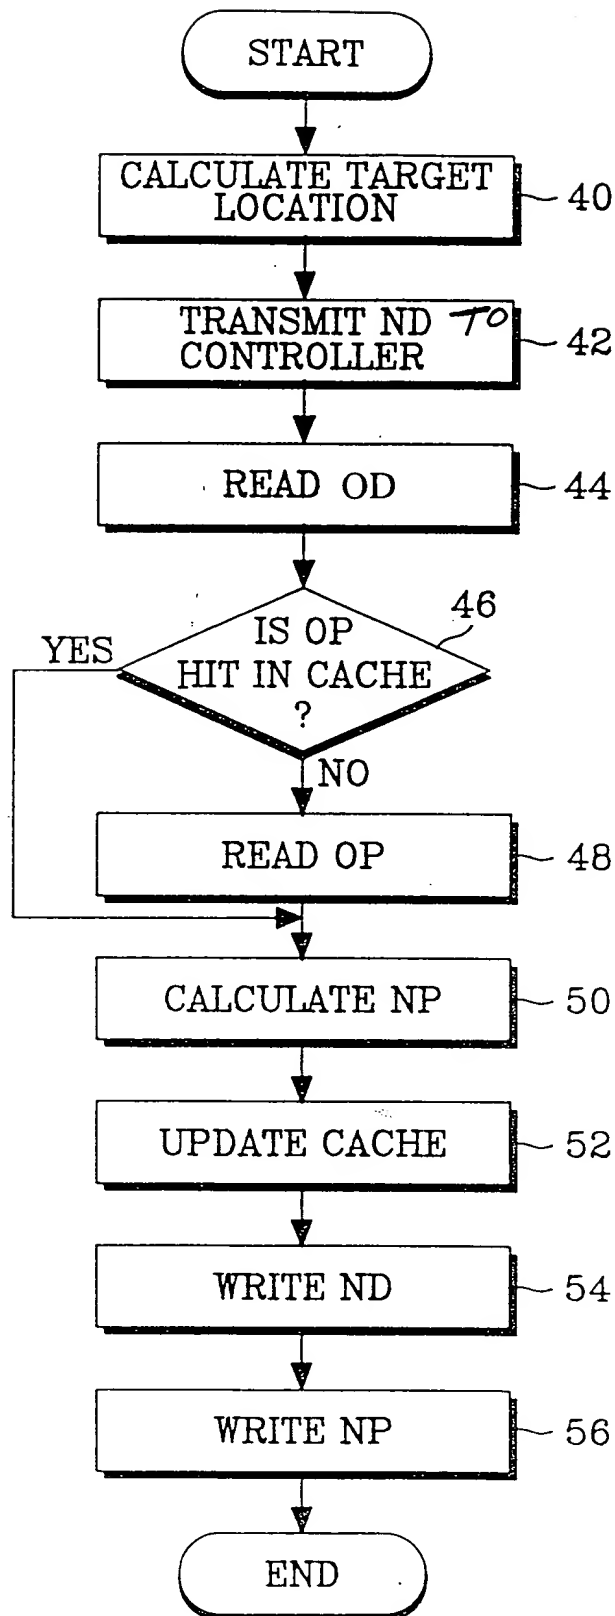 START
CALCULATE TARGET
LOCATION
40
TRANSMIT ND TO
CONTROLLER
42
READ OD
44
46
IS OP
HIT IN CACHE
?
YES
NO
READ OP
48
CALCULATE NP
50
UPDATE CACHE
52
WRITE ND
54
WRITE NP
56
END